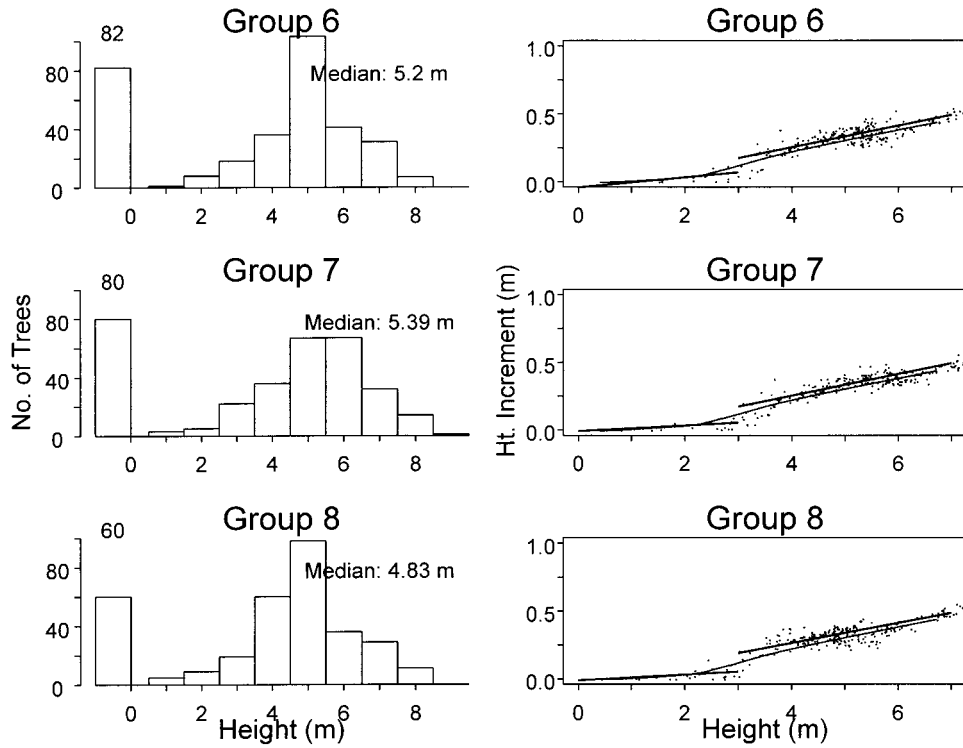 Group 6
82
Median: 5.2 m
80
40
0
0 2 4 6 8
Group 6
1.0
0.5
0.0
0 2 4 6
Group 7
80
Median: 5.39 m
No. of Trees
80
40
0
0 2 4 6 8
Group 7
Ht. Increment (m)
1.0
0.5
0.0
0 2 4 6
Group 8
60
Median: 4.83 m
80
40
0
0 2 4 6 8
Height (m)
Group 8
1.0
0.5
0.0
0 2 4 6
Height (m)